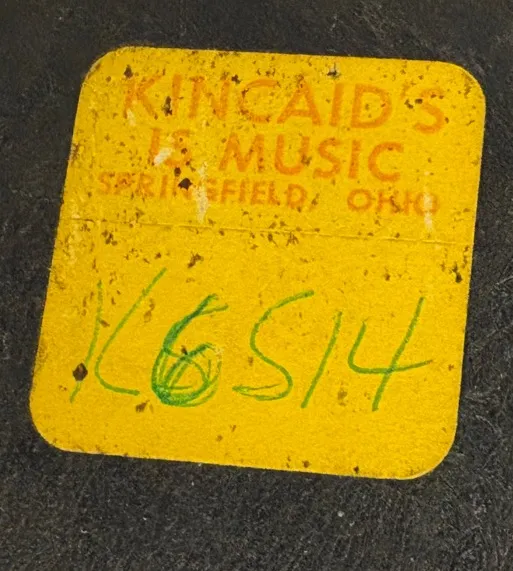 KINCAID'S
IS MUSIC
SPRINGFIELD, OHIO
K6514